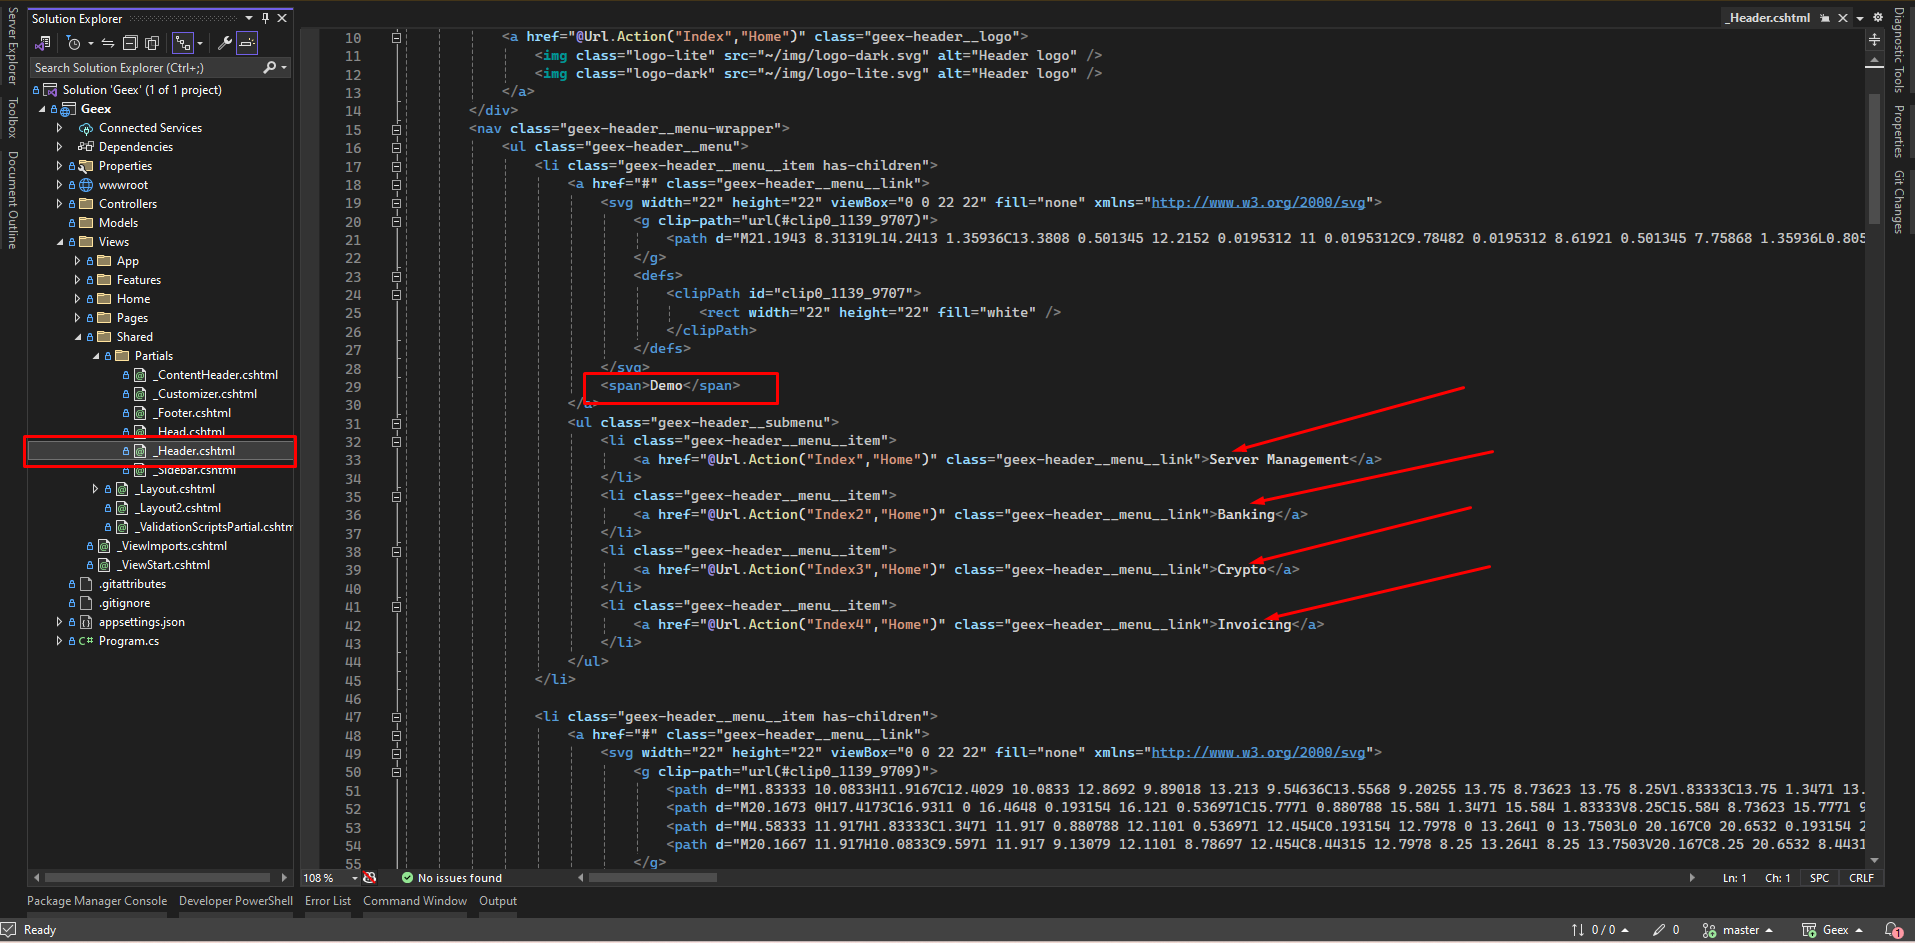 Solution Explorer
_Header.cshtml
Server Explorer
Toolbox
Document Outline
Search Solution Explorer (Ctrl+;)
Solution 'Geex' (1 of 1 project)
Geex
Connected Services
Dependencies
Properties
wwwroot
Controllers
Models
Views
App
Features
Home
Pages
Shared
Partials
_ContentHeader.cshtml
_Customizer.cshtml
_Footer.cshtml
_Head.cshtml
_Header.cshtml
_Sidebar.cshtml
_Layout.cshtml
_Layout2.cshtml
_ValidationScriptsPartial.cshtm
_ViewImports.cshtml
_ViewStart.cshtml
.gitattributes
.gitignore
appsettings.json
C# Program.cs
10 <a href="@Url.Action("Index","Home")" class="geex-header__logo">
11 <img class="logo-lite" src="~/img/logo-dark.svg" alt="Header logo" />
12 <img class="logo-dark" src="~/img/logo-lite.svg" alt="Header logo" />
13 </a>
14 </div>
15 <nav class="geex-header__menu-wrapper">
16 <ul class="geex-header__menu">
17 <li class="geex-header__menu__item has-children">
18 <a href="#" class="geex-header__menu__link">
19 <svg width="22" height="22" viewBox="0 0 22 22" fill="none" xmlns="http://www.w3.org/2000/svg">
20 <g clip-path="url(#clip0_1139_9707)">
21 <path d="M21.1943 8.31319L14.2413 1.35936C13.3808 0.501345 12.2152 0.0195312 11 0.0195312C9.78482 0.0195312 8.61921 0.501345 7.75868 1.35936L0.805
22 </g>
23 <defs>
24 <clipPath id="clip0_1139_9707">
25 <rect width="22" height="22" fill="white" />
26 </clipPath>
27 </defs>
28 </svg>
29 <span>Demo</span>
30 </a>
31 <ul class="geex-header__submenu">
32 <li class="geex-header__menu__item">
33 <a href="@Url.Action("Index","Home")" class="geex-header__menu__link">Server Management</a>
34 </li>
35 <li class="geex-header__menu__item">
36 <a href="@Url.Action("Index2","Home")" class="geex-header__menu__link">Banking</a>
37 </li>
38 <li class="geex-header__menu__item">
39 <a href="@Url.Action("Index3","Home")" class="geex-header__menu__link">Crypto</a>
40 </li>
41 <li class="geex-header__menu__item">
42 <a href="@Url.Action("Index4","Home")" class="geex-header__menu__link">Invoicing</a>
43 </li>
44 </ul>
45 </li>
46
47 <li class="geex-header__menu__item has-children">
48 <a href="#" class="geex-header__menu__link">
49 <svg width="22" height="22" viewBox="0 0 22 22" fill="none" xmlns="http://www.w3.org/2000/svg">
50 <g clip-path="url(#clip0_1139_9709)">
51 <path d="M1.83333 10.0833H11.9167C12.4029 10.0833 12.8692 9.89018 13.213 9.54636C13.5568 9.20255 13.75 8.73623 13.75 8.25V1.83333C13.75 1.3471 13.
52 <path d="M20.1673 0H17.4173C16.9311 0 16.4648 0.193154 16.121 0.536971C15.7771 0.880788 15.584 1.3471 15.584 1.83333V8.25C15.584 8.73623 15.7771 9
53 <path d="M4.58333 11.917H1.83333C1.3471 11.917 0.880788 12.1101 0.536971 12.454C0.193154 12.7978 0 13.2641 0 13.7503L0 20.167C0 20.6532 0.193154 2
54 <path d="M20.1667 11.917H10.0833C9.5971 11.917 9.13079 12.1101 8.78697 12.454C8.44315 12.7978 8.25 13.2641 8.25 13.7503V20.167C8.25 20.6532 8.4431
55 </g>
Diagnostic Tools
Properties
Git Changes
108 %
No issues found
Ln: 1 Ch: 1 SPC CRLF
Package Manager Console Developer PowerShell Error List Command Window Output
Ready
0 / 0 0 master Geex 1